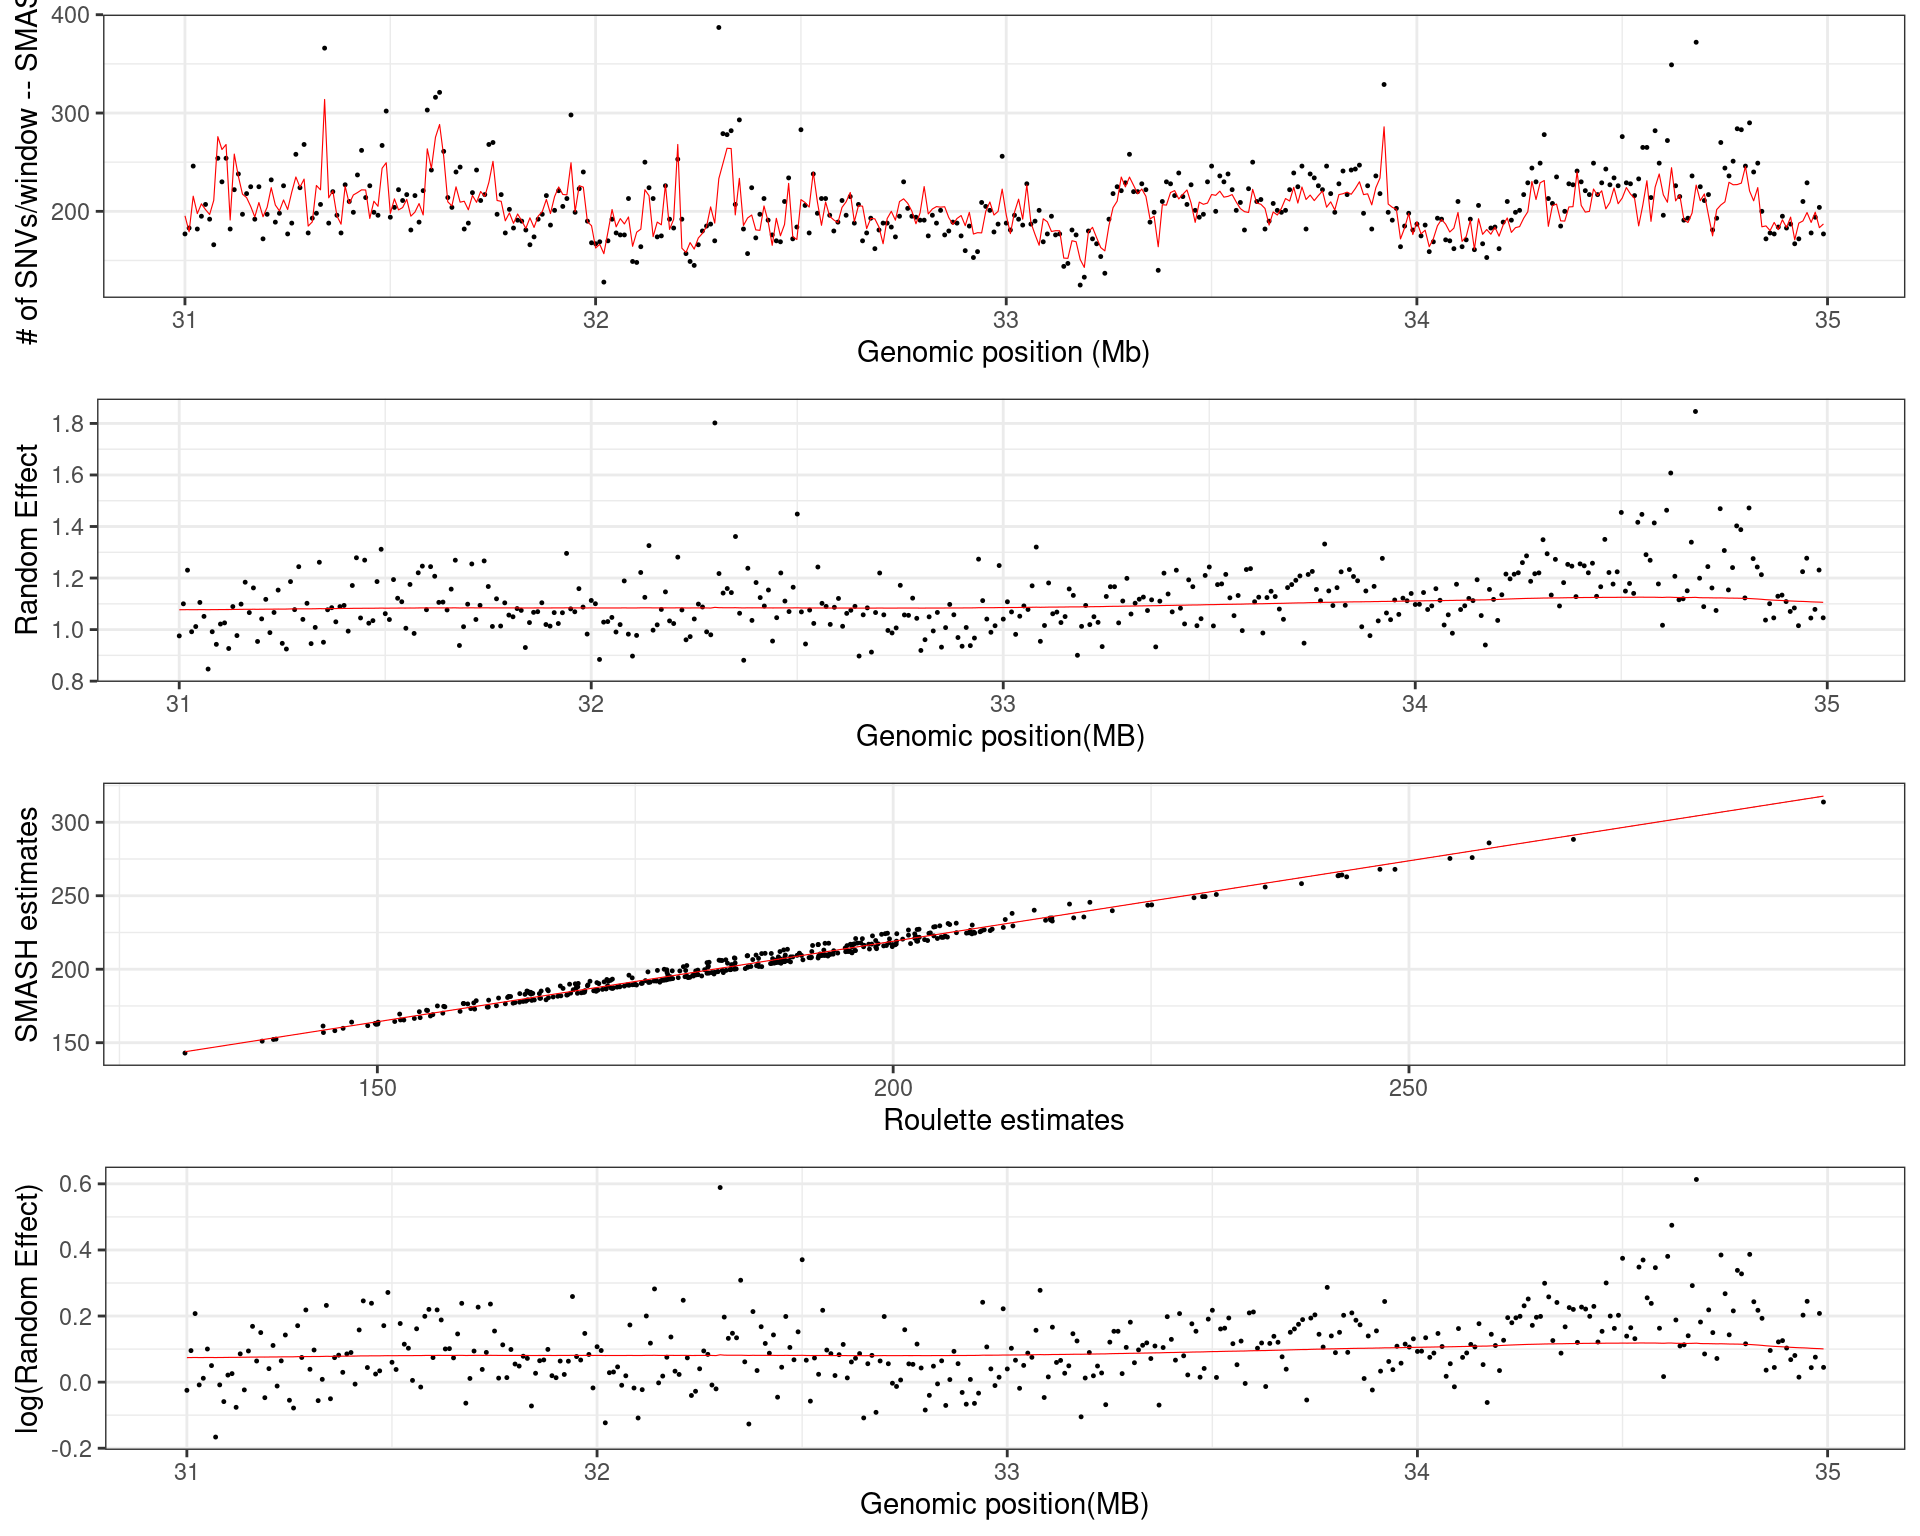 # of SNVs/window -- SMAS
400
300
200
31 32 33 34 35
Genomic position (Mb)
Random Effect
1.8
1.6
1.4
1.2
1.0
0.8
31 32 33 34 35
Genomic position(MB)
SMASH estimates
300
250
200
150
150 200 250
Roulette estimates
log(Random Effect)
0.6
0.4
0.2
0.0
-0.2
31 32 33 34 35
Genomic position(MB)